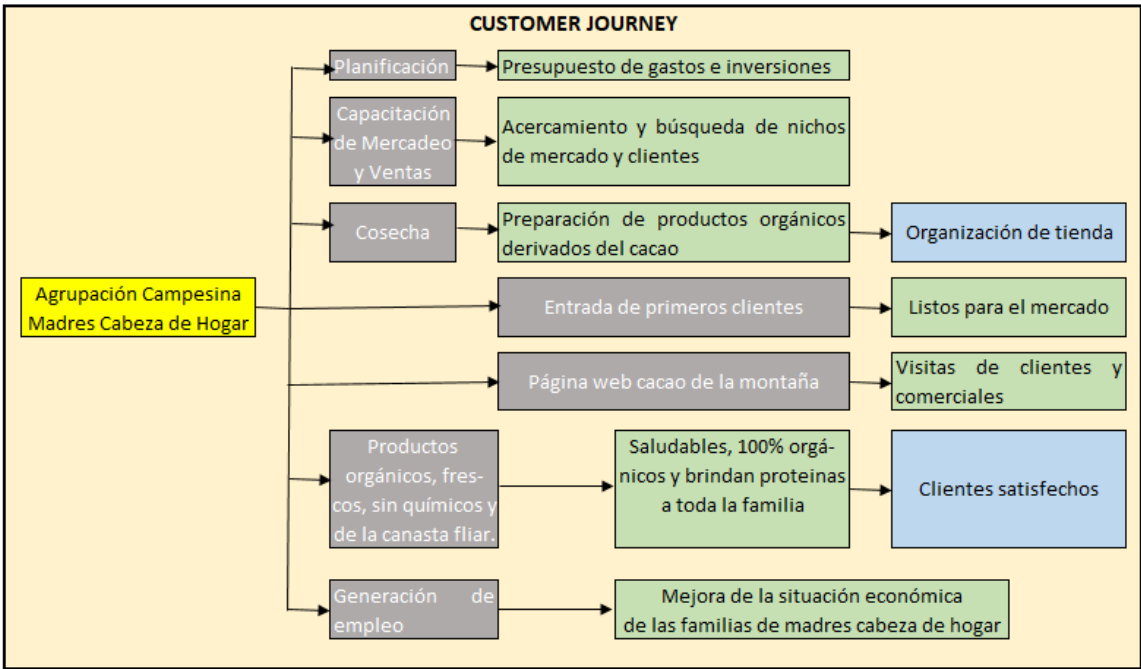 CUSTOMER JOURNEY
Planificación
Presupuesto de gastos e inversiones
Capacitación
de Mercadeo
y Ventas
Acercamiento y búsqueda de nichos
de mercado y clientes
Cosecha
Preparación de productos orgánicos
derivados del cacao
Organización de tienda
Agrupación Campesina
Madres Cabeza de Hogar
Entrada de primeros clientes
Listos para el mercado
Página web cacao de la montaña
Visitas de clientes y
comerciales
Productos
orgánicos, fres-
cos, sin químicos y
de la canasta fliar.
Saludables, 100% orgá-
nicos y brindan proteinas
a toda la familia
Clientes satisfechos
Generación de
empleo
Mejora de la situación económica
de las familias de madres cabeza de hogar